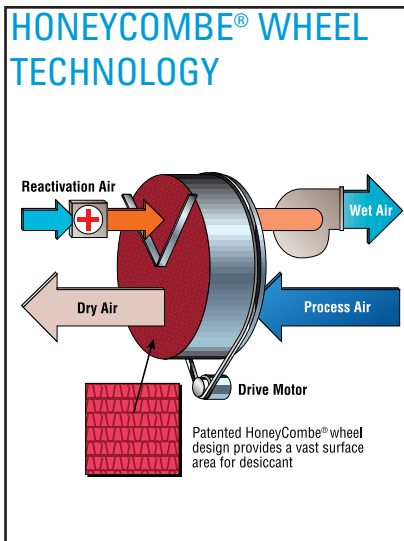 HONEYCOMBE® WHEEL
TECHNOLOGY
Reactivation Air
Wet Air
Dry Air
Process Air
Drive Motor
Patented HoneyCombe® wheel
design provides a vast surface
area for desiccant